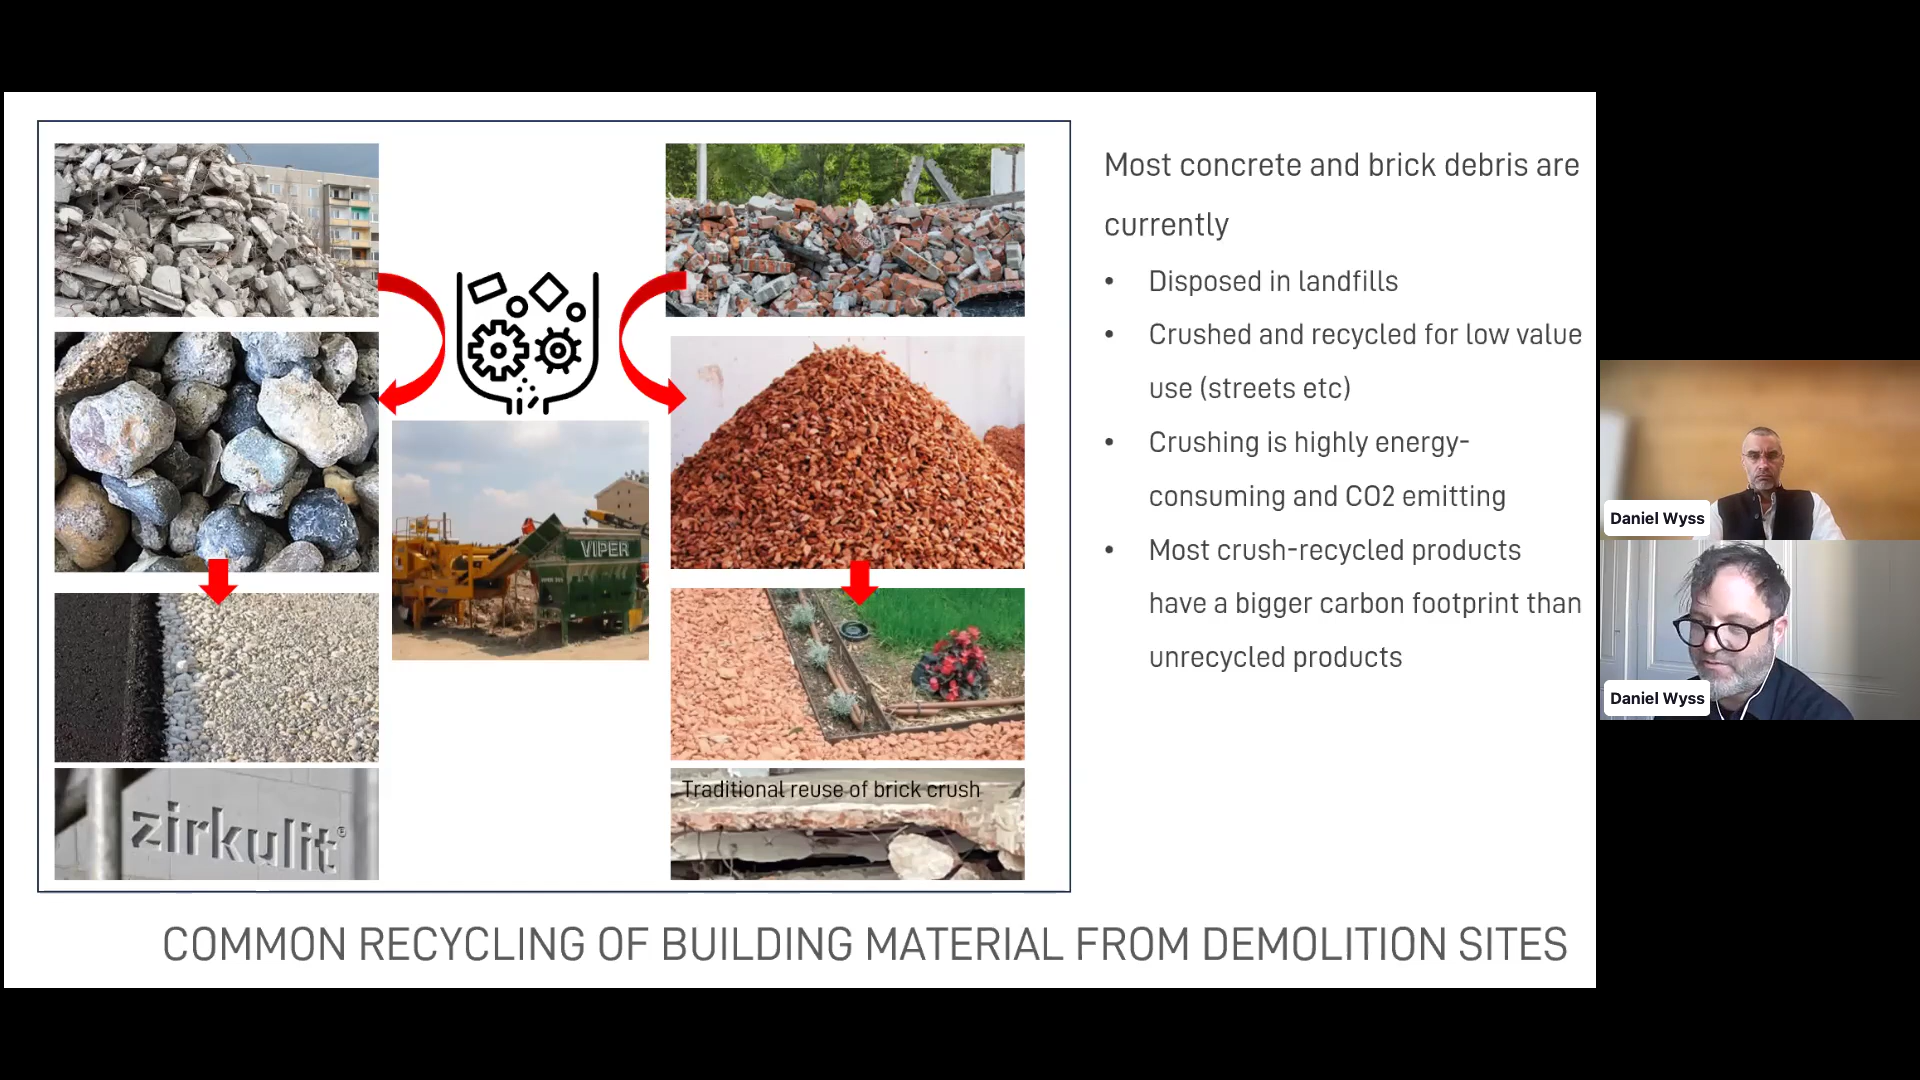 VIPER
zirkulit®
Traditional reuse of brick crush
Most concrete and brick debris are
currently
• Disposed in landfills
• Crushed and recycled for low value
use (streets etc)
• Crushing is highly energy-
consuming and CO2 emitting
• Most crush-recycled products
have a bigger carbon footprint than
unrecycled products
COMMON RECYCLING OF BUILDING MATERIAL FROM DEMOLITION SITES
Daniel Wyss
Daniel Wyss